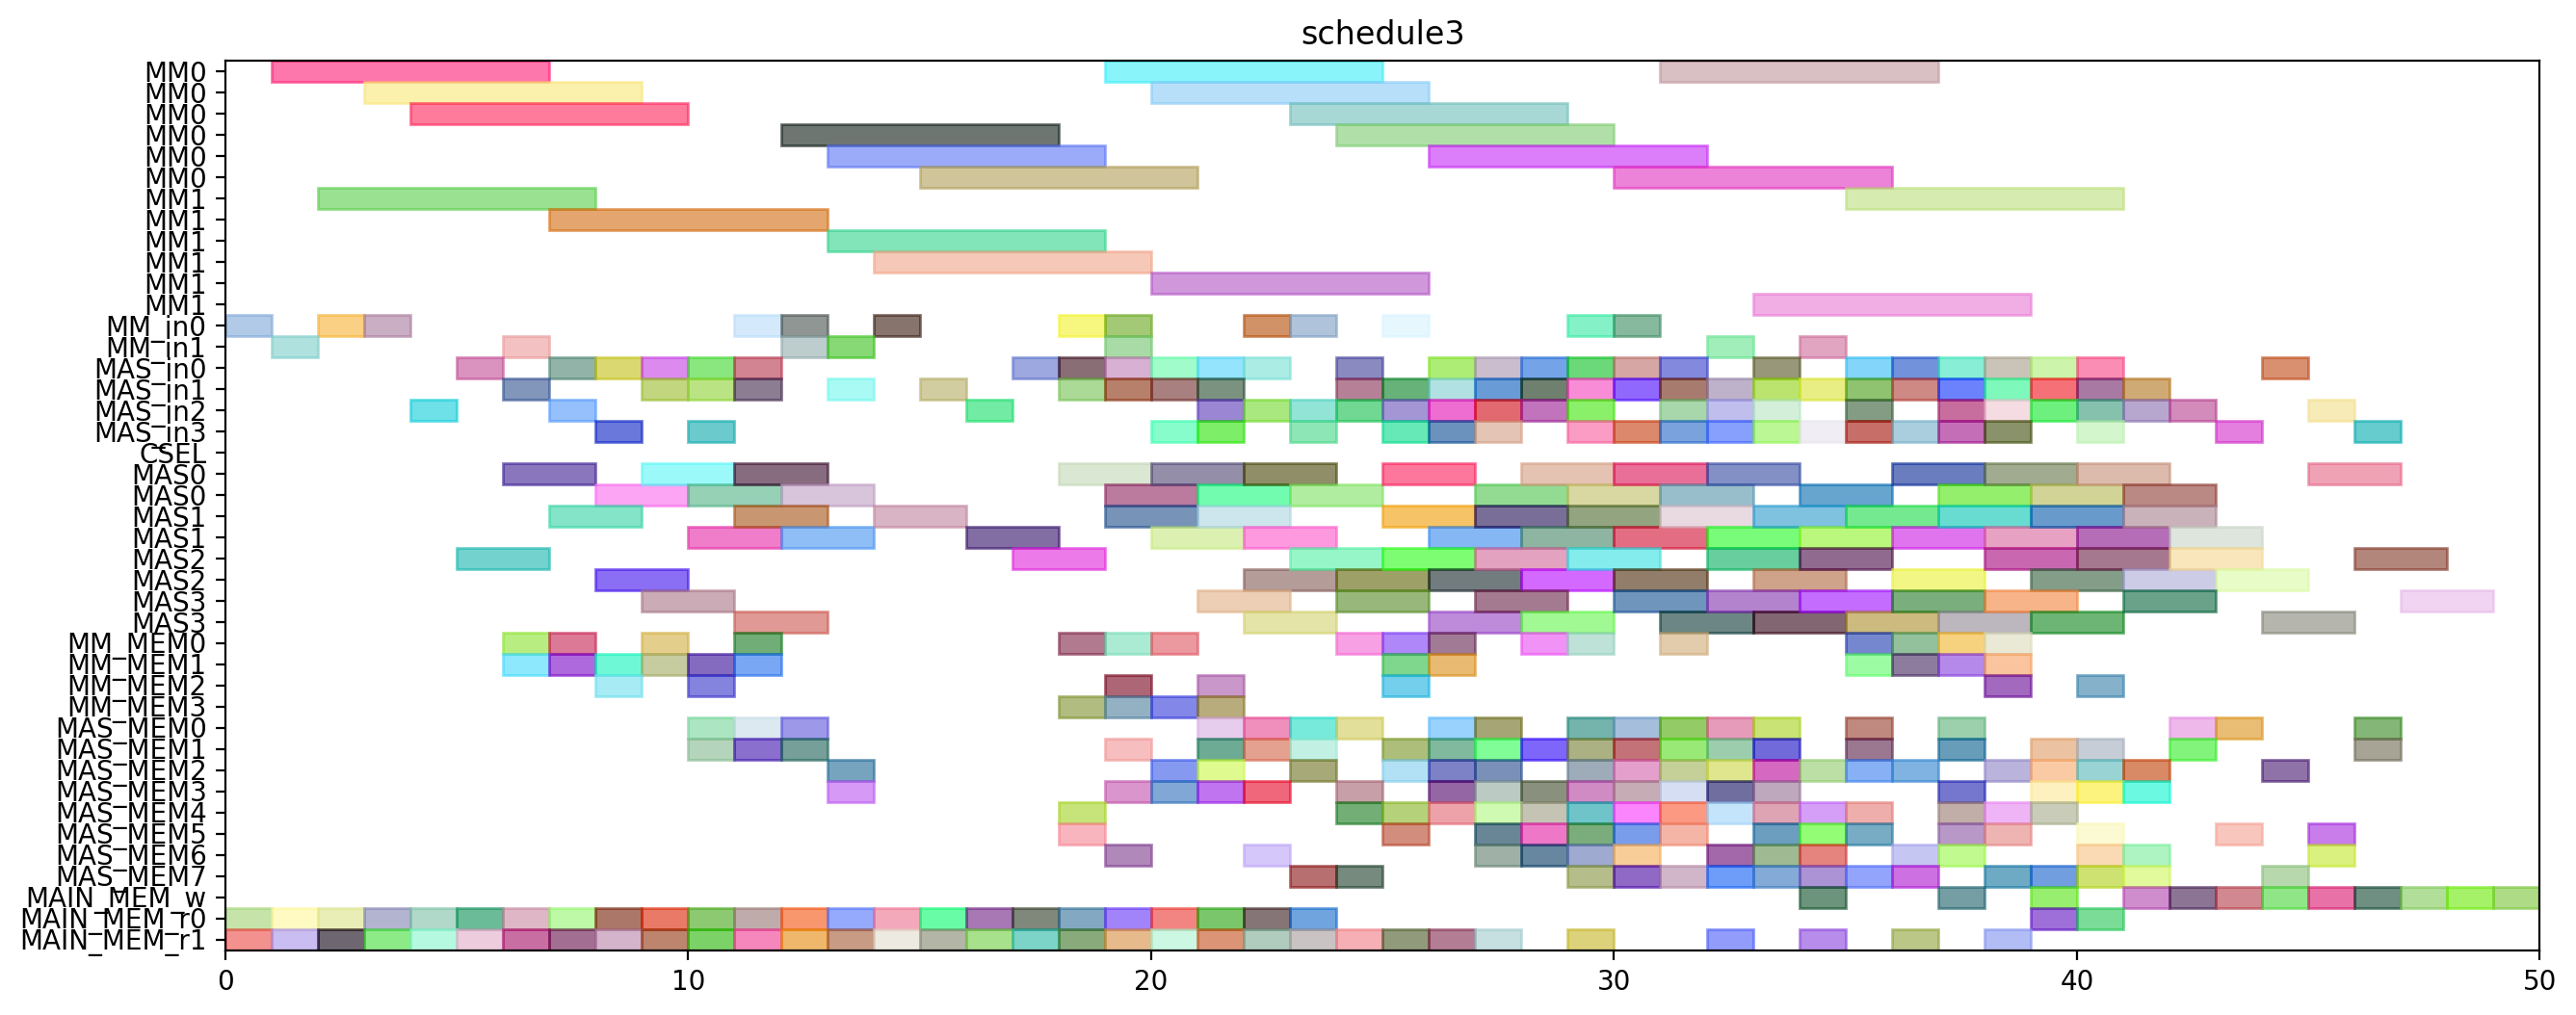 schedule3
MM0
MM0
MM0
MM0
MM0
MM0
MM1
MM1
MM1
MM1
MM1
MM1
MM_in0
MM_in1
MAS_in0
MAS_in1
MAS_in2
MAS_in3
CSEL
MAS0
MAS0
MAS1
MAS1
MAS2
MAS2
MAS3
MAS3
MM_MEM0
MM_MEM1
MM_MEM2
MM_MEM3
MAS_MEM0
MAS_MEM1
MAS_MEM2
MAS_MEM3
MAS_MEM4
MAS_MEM5
MAS_MEM6
MAS_MEM7
MAIN_MEM_w
MAIN_MEM_r0
MAIN_MEM_r1
0 10 20 30 40 50